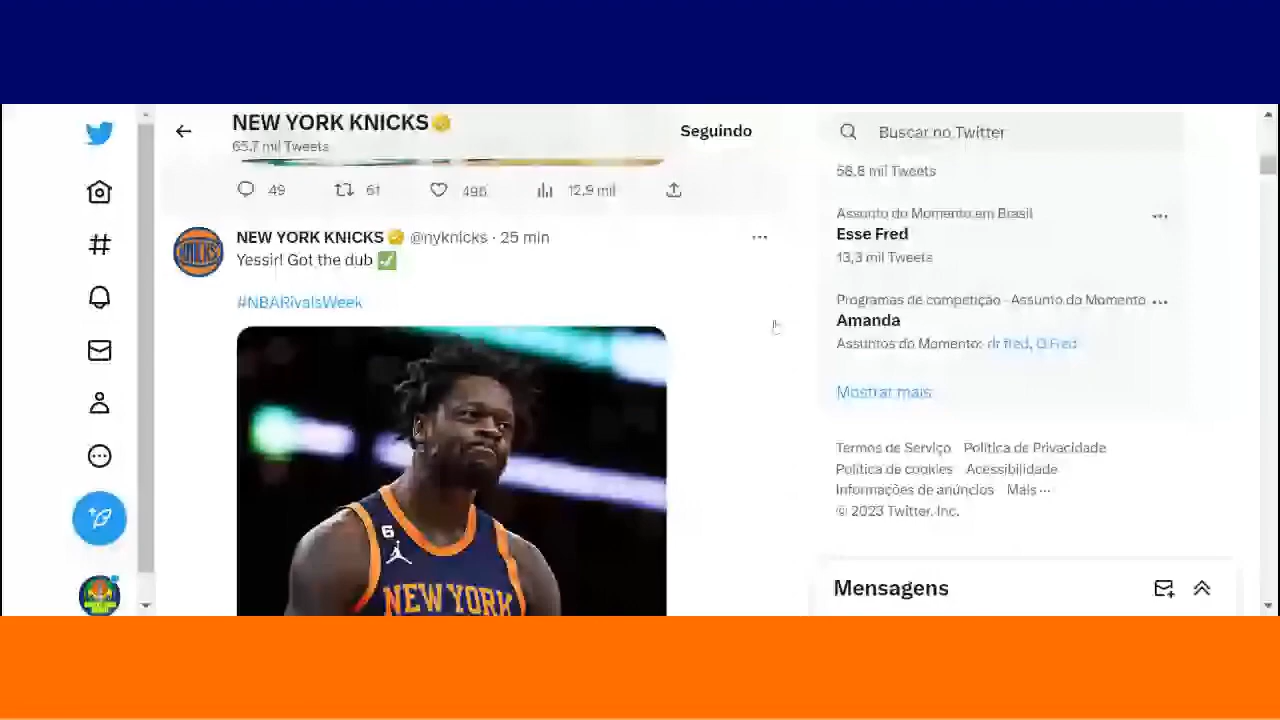 NEW YORK KNICKS
65.7 mil Tweets
Seguindo
49 61 496 12,9 mil
NEW YORK KNICKS @nyknicks · 25 min
Yessir! Got the dub ✅
#NBARivalsWeek
KNICKS
6
NEW YORK
Buscar no Twitter
58,8 mil Tweets
Assunto do Momento em Brasil
Esse Fred
13,3 mil Tweets
Programas de competição · Assunto do Momento
Amanda
Assuntos do Momento: dr fred, O Fred
Mostrar mais
Termos de Serviço Política de Privacidade
Política de cookies Acessibilidade
Informações de anúncios Mais ···
© 2023 Twitter, Inc.
Mensagens